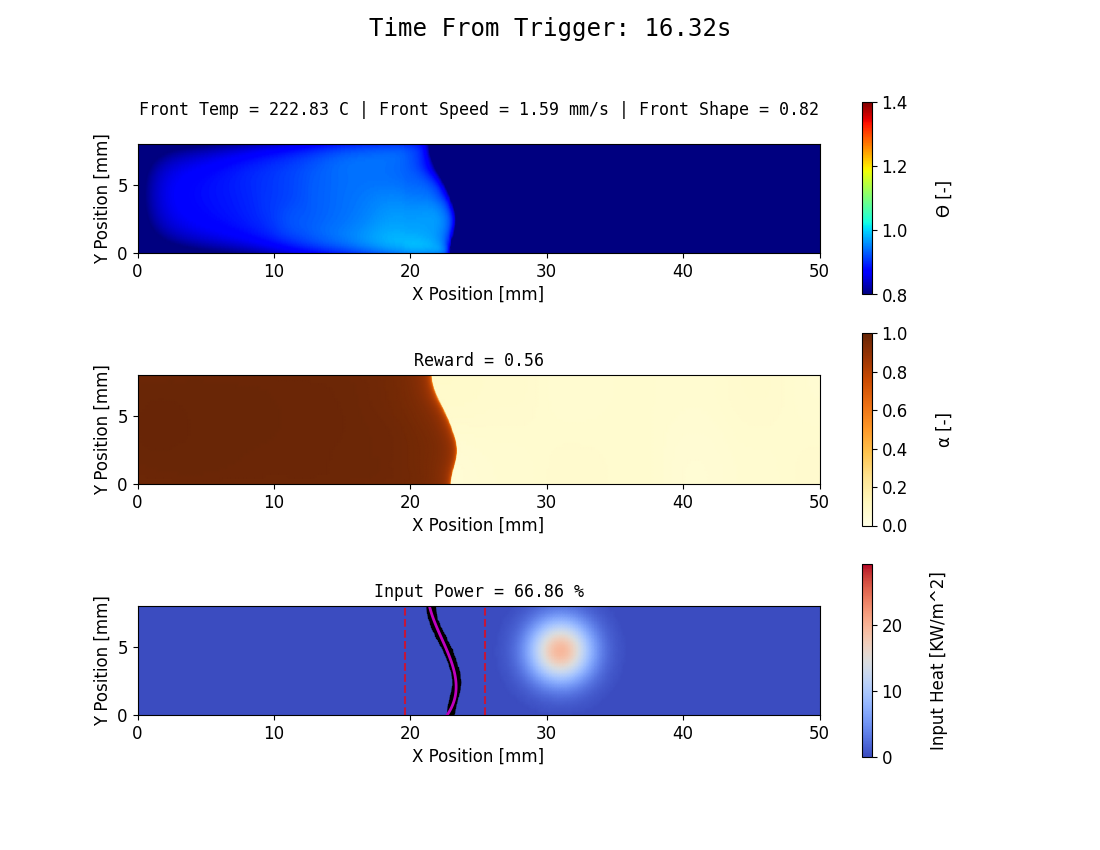 Time From Trigger: 16.32s
Front Temp = 222.83 C | Front Speed = 1.59 mm/s | Front Shape = 0.82
Y Position [mm]
5
0
0 10 20 30 40 50
X Position [mm]
1.4
1.2
1.0
0.8
Θ [-]
Reward = 0.56
Y Position [mm]
5
0
0 10 20 30 40 50
X Position [mm]
1.0
0.8
0.6
0.4
0.2
0.0
α [-]
Input Power = 66.86 %
Y Position [mm]
5
0
0 10 20 30 40 50
X Position [mm]
20
10
0
Input Heat [KW/m^2]